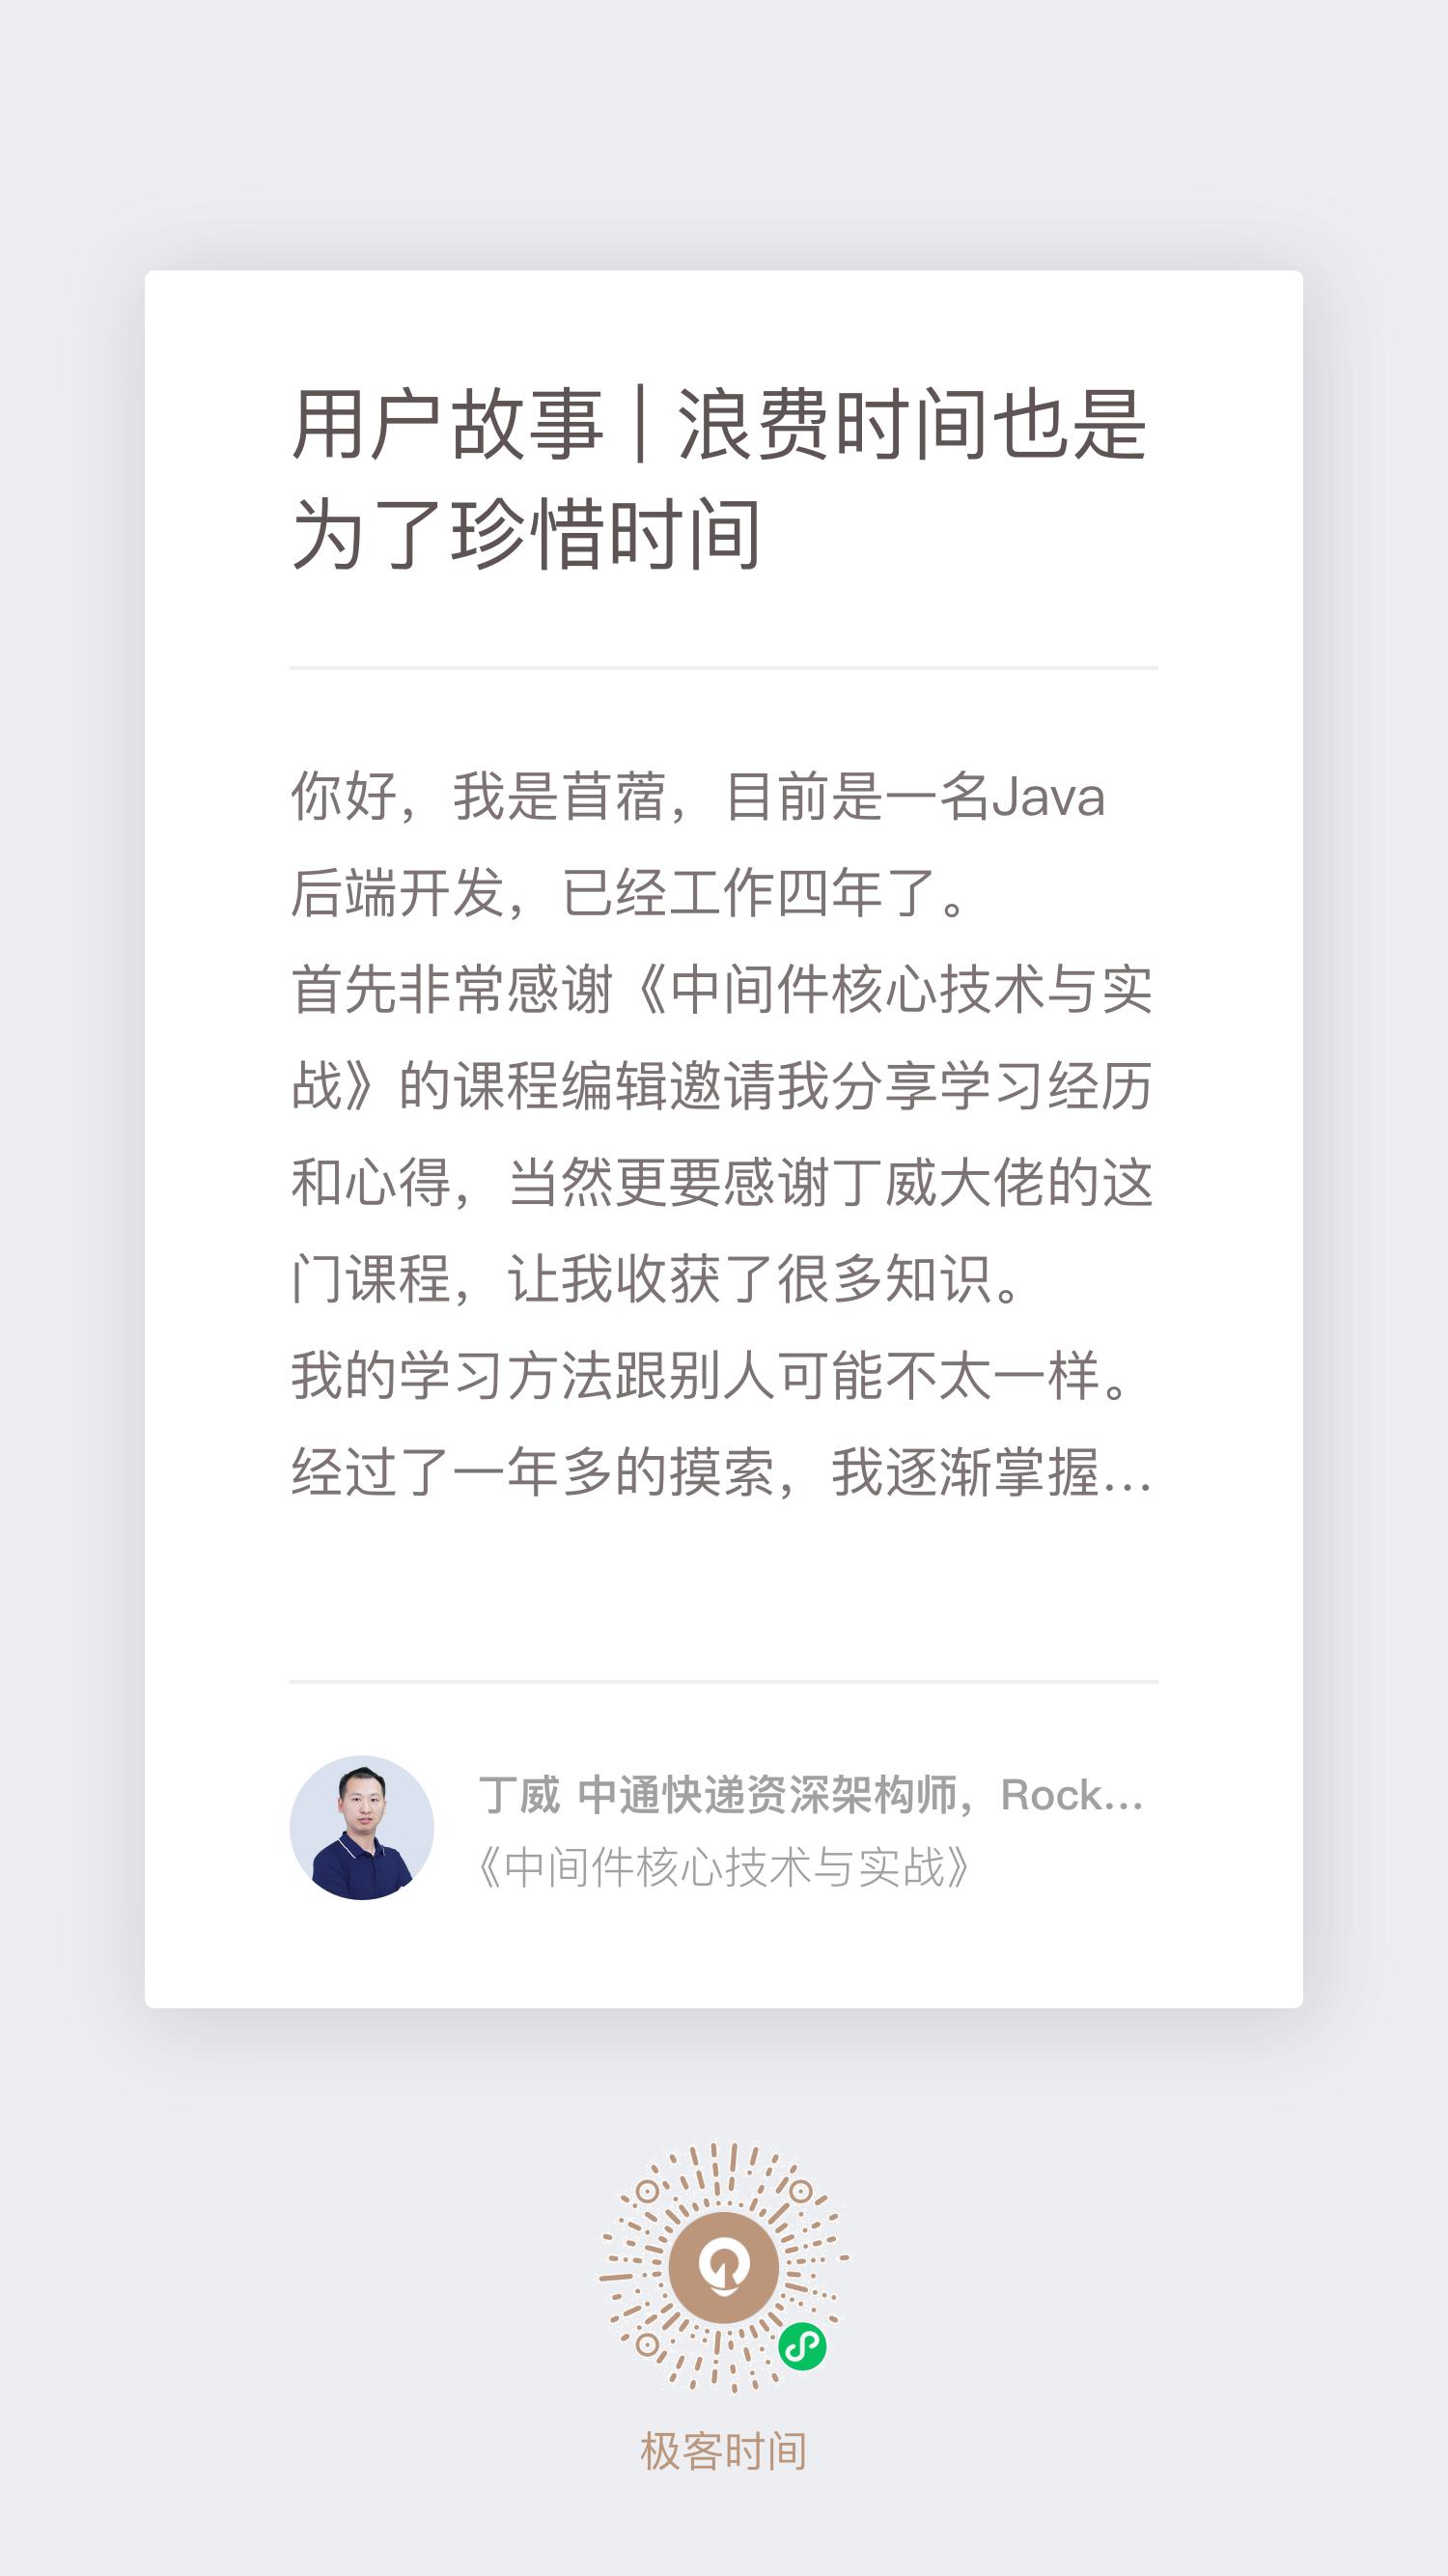 用户故事 | 浪费时间也是
为了珍惜时间
你好，我是苜蓿，目前是一名Java
后端开发，已经工作四年了。
首先非常感谢《中间件核心技术与实
战》的课程编辑邀请我分享学习经历
和心得，当然更要感谢丁威大佬的这
门课程，让我收获了很多知识。
我的学习方法跟别人可能不太一样。
经过了一年多的摸索，我逐渐掌握...
丁威 中通快递资深架构师，Rock...
《中间件核心技术与实战》
极客时间